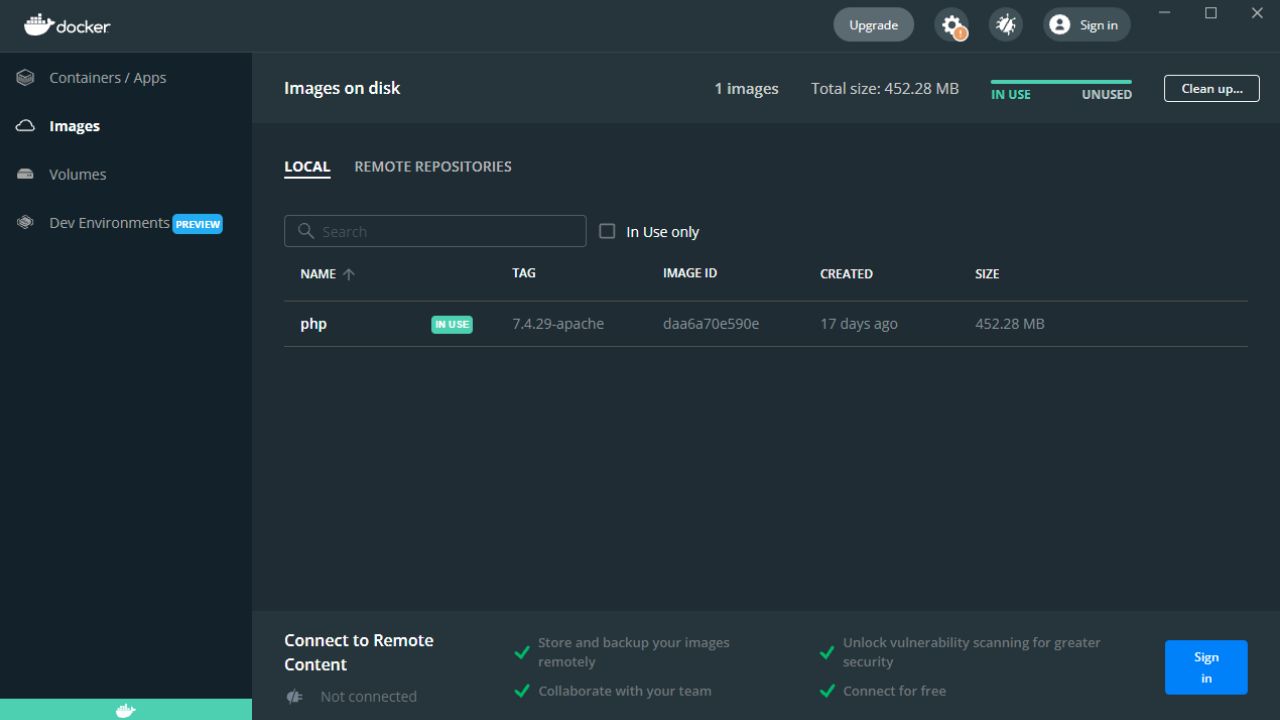 docker
Upgrade
Sign in
Containers / Apps
Images
Volumes
Dev Environments PREVIEW
Images on disk
1 images
Total size: 452.28 MB
IN USE
UNUSED
Clean up...
LOCAL
REMOTE REPOSITORIES
Search
In Use only
NAME TAG IMAGE ID CREATED SIZE
php IN USE 7.4.29-apache daa6a70e590e 17 days ago 452.28 MB
Connect to Remote
Content
Not connected
Store and backup your images
remotely
Collaborate with your team
Unlock vulnerability scanning for greater
security
Connect for free
Sign
in